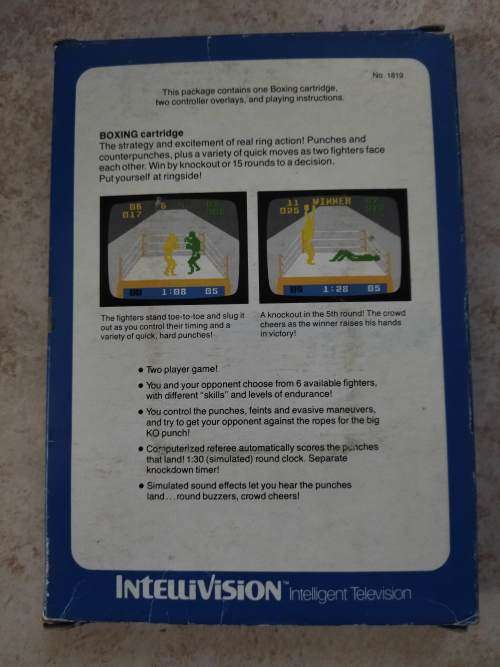 No. 1819
This package contains one Boxing cartridge,
two controller overlays, and playing instructions.
BOXING cartridge
The strategy and excitement of real ring action! Punches and
counterpunches, plus a variety of quick moves as two fighters face
each other. Win by knockout or 15 rounds to a decision.
Put yourself at ringside!
06 6
017
1:08 05
11 WINNER
025
09 1:28 05
The fighters stand toe-to-toe and slug it
out as you control their timing and a
variety of quick, hard punches!
A knockout in the 5th round! The crowd
cheers as the winner raises his hands
in victory!
• Two player game!
• You and your opponent choose from 6 available fighters,
with different "skills" and levels of endurance!
• You control the punches, feints and evasive maneuvers,
and try to get your opponent against the ropes for the big
KO punch!
• Computerized referee automatically scores the punches
that land! 1:30 (simulated) round clock. Separate
knockdown timer!
• Simulated sound effects let you hear the punches
land...round buzzers, crowd cheers!
INTELLIVISION™ Intelligent Television